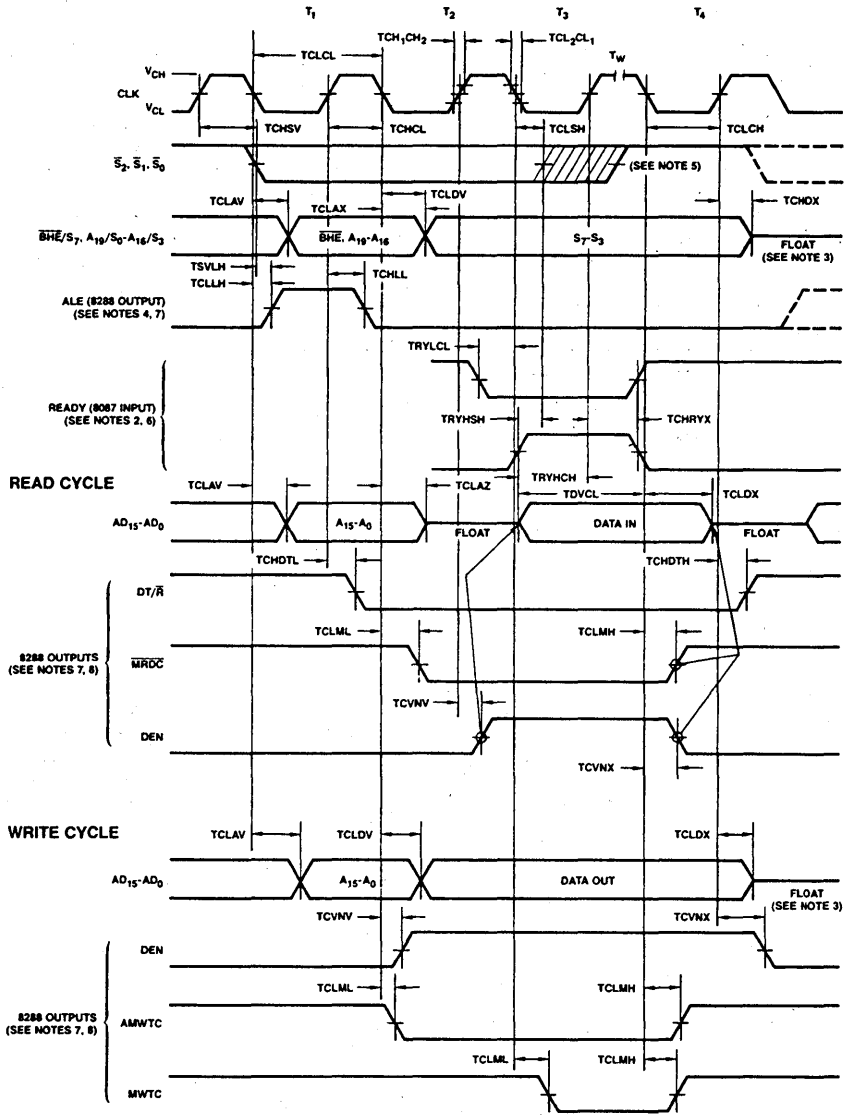 T1 T2 T3 T4
TCH1CH2 TCL2CL1
TCLCL TW
VCH
CLK
VCL
TCHSV TCHCL TCLSH TCLCH
S̅2, S̅1, S̅0 (SEE NOTE 5)
TCLAV TCLAX TCLDV TCHDX
B̅H̅E̅/S7, A19/S0-A16/S3 B̅H̅E̅, A19-A16 S7-S3 FLOAT
(SEE NOTE 3)
TSVLH
TCLLH TCHLL
ALE (8288 OUTPUT)
(SEE NOTES 4, 7)
TRYLCL
READY (8087 INPUT)
(SEE NOTES 2, 6)
TRYHSH TCHRYX
TRYHCH
READ CYCLE
TCLAV TCLAZ TDVCL TCLDX
AD15-AD0 A15-A0 FLOAT DATA IN FLOAT
TCHDTL TCHDTH
DT/R̅
TCLML TCLMH
8288 OUTPUTS
(SEE NOTES 7, 8)
M̅R̅D̅C̅
TCVNV
DEN
TCVNX
WRITE CYCLE
TCLAV TCLDV TCLDX
AD15-AD0 A15-A0 DATA OUT FLOAT
(SEE NOTE 3)
TCVNV TCVNX
DEN
TCLML TCLMH
8288 OUTPUTS
(SEE NOTES 7, 8)
AMWTC
TCLML TCLMH
MWTC